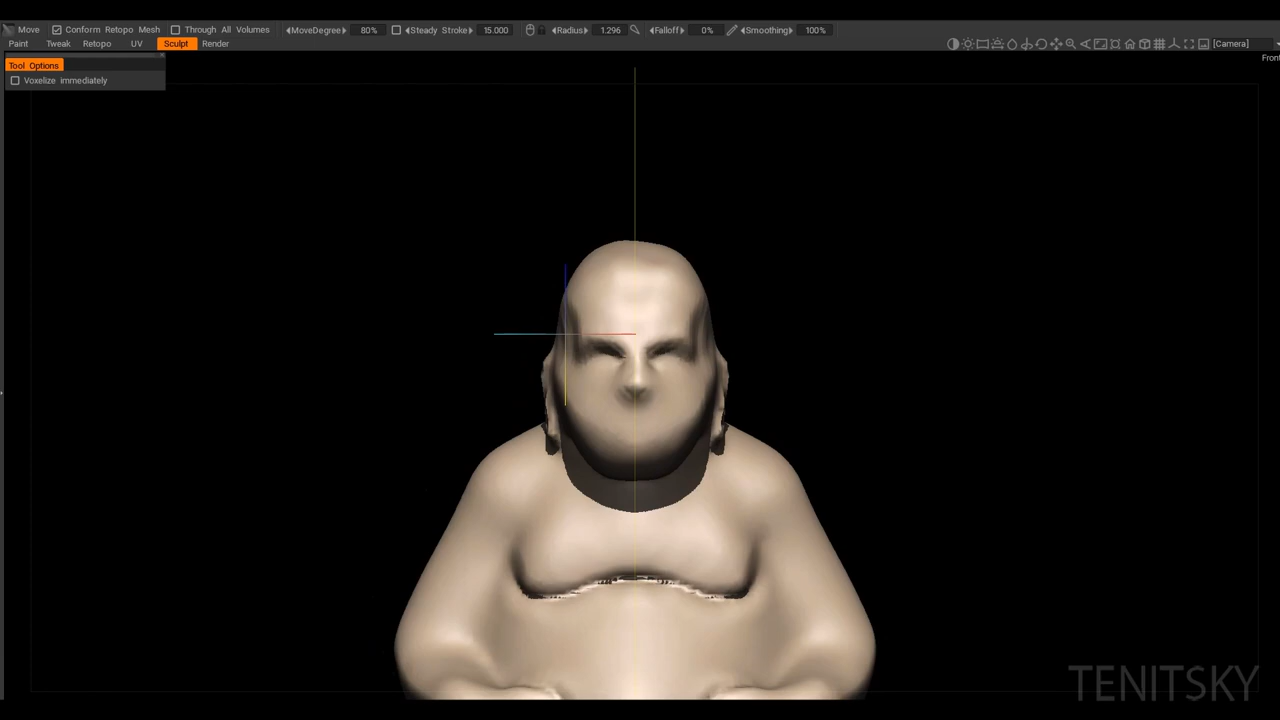 Move Conform Retopo Mesh Through All Volumes MoveDegree 80% Steady Stroke 15.000 Radius 1.296 Falloff 0% Smoothing 100%
Paint Tweak Retopo UV Sculpt Render [Camera]
Front
Tool Options
Voxelize immediately
TENITSKY